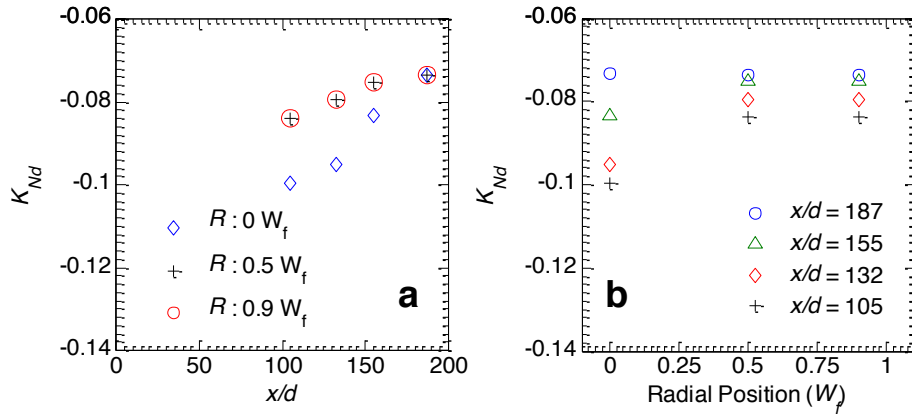 -0.06
-0.08
-0.1
-0.12
-0.14
K_Nd
0 50 100 150 200
x/d
R : 0 W_f
R : 0.5 W_f
R : 0.9 W_f
a
-0.06
-0.08
-0.1
-0.12
-0.14
K_Nd
0 0.25 0.50 0.75 1
Radial Position (W_f)
x/d = 187
x/d = 155
x/d = 132
x/d = 105
b